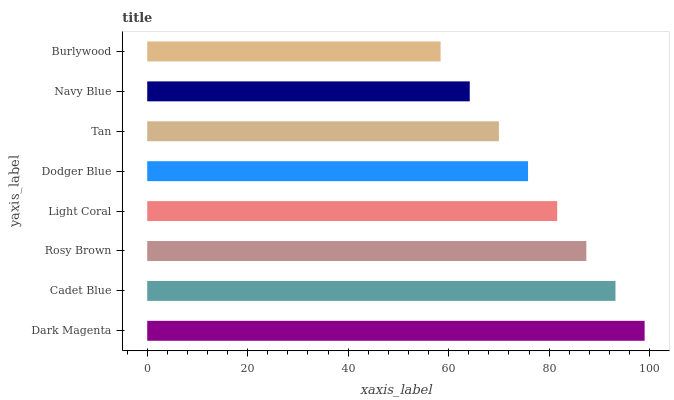 title
Burlywood
Navy Blue
Tan
Dodger Blue
Light Coral
Rosy Brown
Cadet Blue
Dark Magenta
yaxis_label
0 20 40 60 80 100
xaxis_label